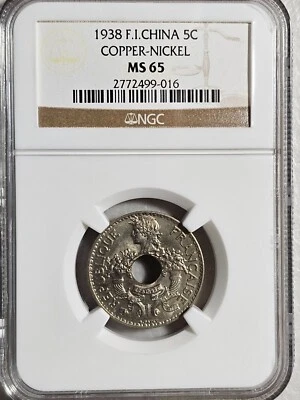 1938 F.I.CHINA 5C
COPPER-NICKEL
MS 65
2772499-016
NGC
REPUBLIQUE FRANÇAISE